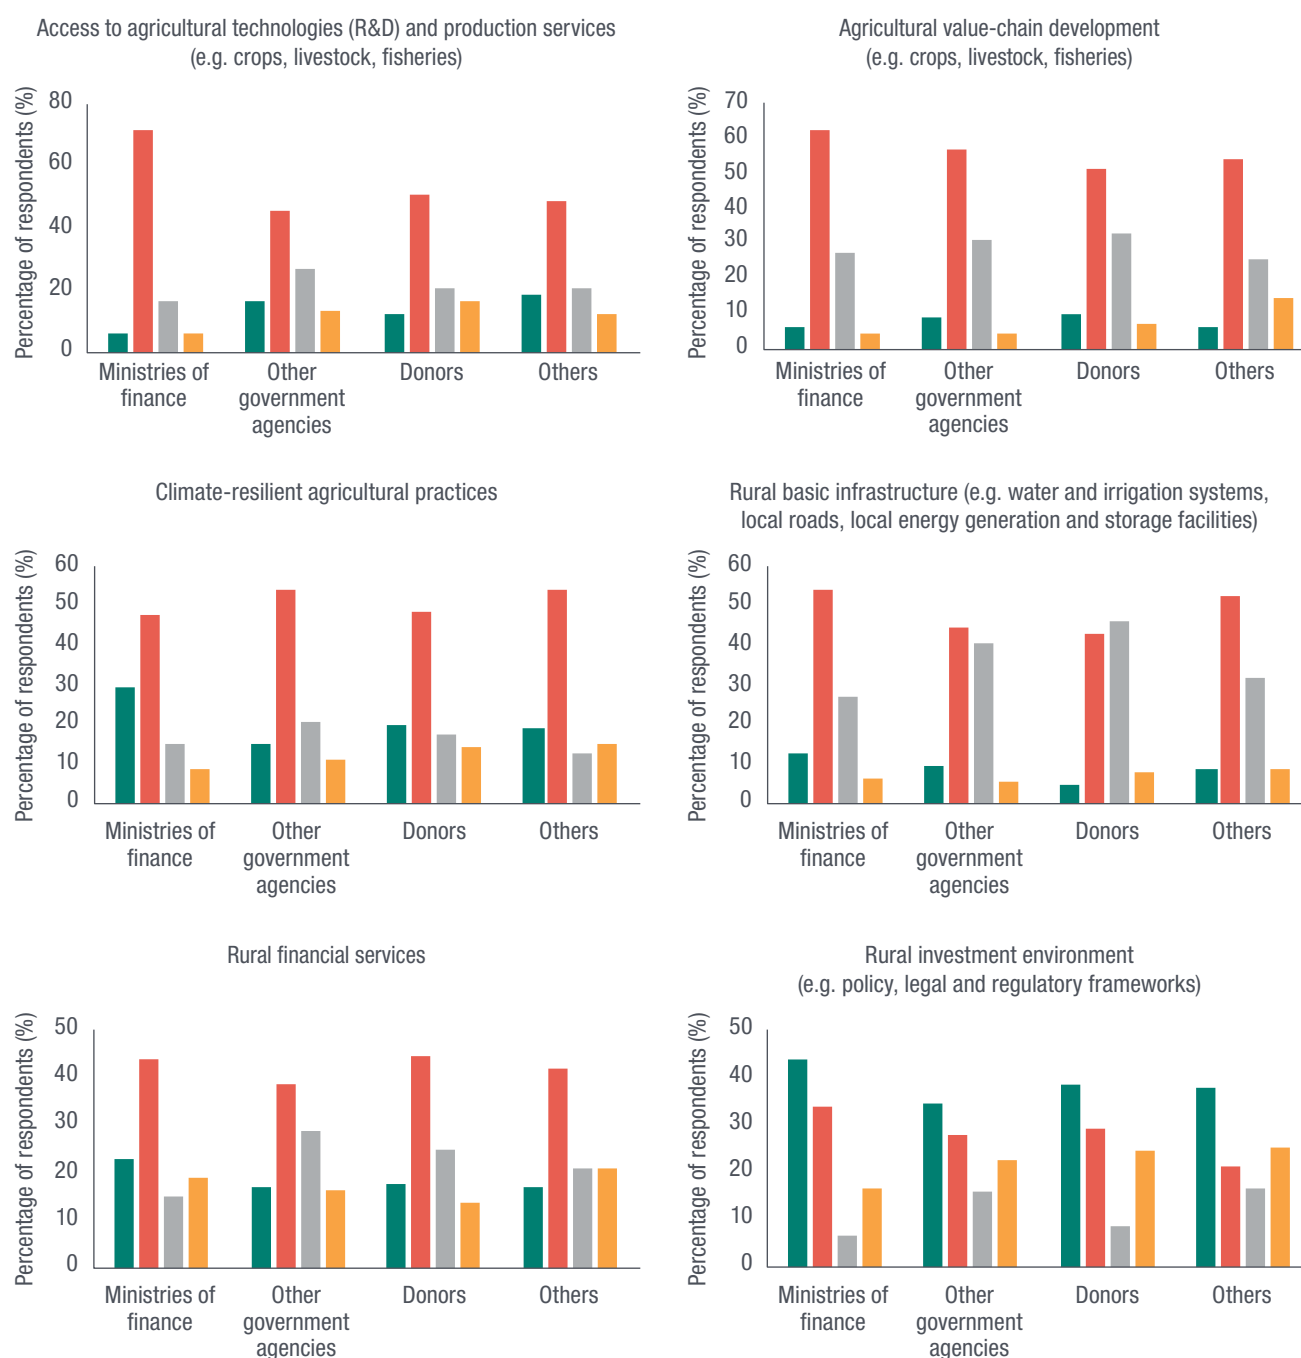 Access to agricultural technologies (R&D) and production services
(e.g. crops, livestock, fisheries)
Percentage of respondents (%)
80
60
40
20
0
Ministries of
finance
Other
government
agencies
Donors
Others
Agricultural value-chain development
(e.g. crops, livestock, fisheries)
Percentage of respondents (%)
70
60
50
40
30
20
10
0
Ministries of
finance
Other
government
agencies
Donors
Others
Climate-resilient agricultural practices
Percentage of respondents (%)
60
50
40
30
20
10
0
Ministries of
finance
Other
government
agencies
Donors
Others
Rural basic infrastructure (e.g. water and irrigation systems,
local roads, local energy generation and storage facilities)
Percentage of respondents (%)
60
50
40
30
20
10
0
Ministries of
finance
Other
government
agencies
Donors
Others
Rural financial services
Percentage of respondents (%)
50
40
30
20
10
0
Ministries of
finance
Other
government
agencies
Donors
Others
Rural investment environment
(e.g. policy, legal and regulatory frameworks)
Percentage of respondents (%)
50
40
30
20
10
0
Ministries of
finance
Other
government
agencies
Donors
Others